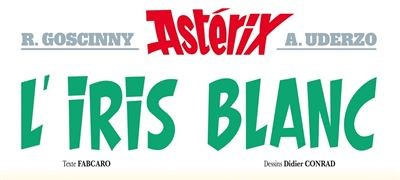 R. GOSCINNY Astérix A. UDERZO
L'IRIS BLANC
Texte FABCARO Dessins Didier CONRAD